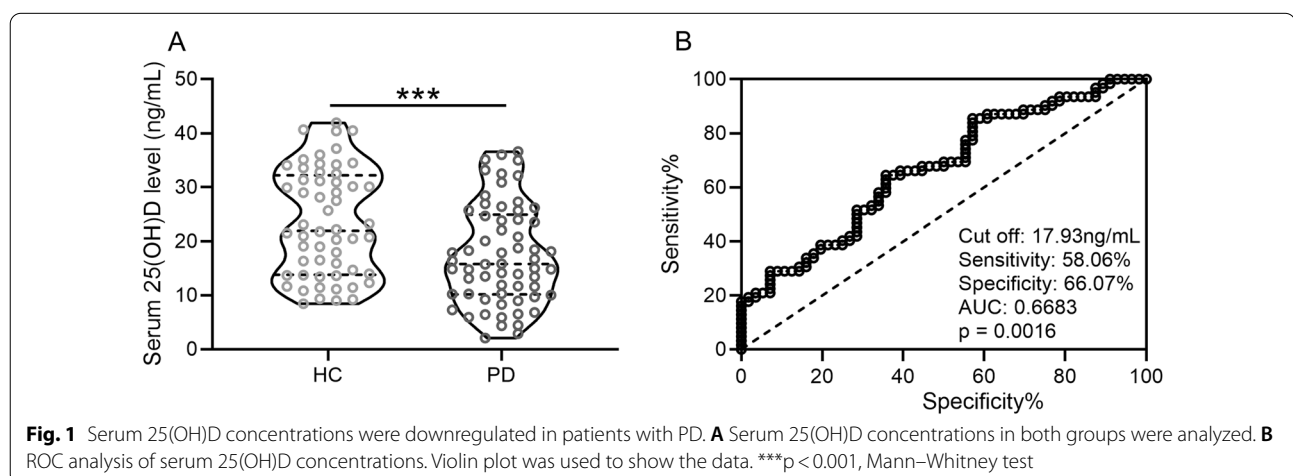 A
Serum 25(OH)D level (ng/mL)
50
40
30
20
10
0
***
HC
PD
B
Sensitivity%
100
80
60
40
20
0
Cut off: 17.93ng/mL
Sensitivity: 58.06%
Specificity: 66.07%
AUC: 0.6683
p = 0.0016
0
20
40
60
80
100
Specificity%
Fig. 1 Serum 25(OH)D concentrations were downregulated in patients with PD. A Serum 25(OH)D concentrations in both groups were analyzed. B
ROC analysis of serum 25(OH)D concentrations. Violin plot was used to show the data. ***p < 0.001, Mann–Whitney test